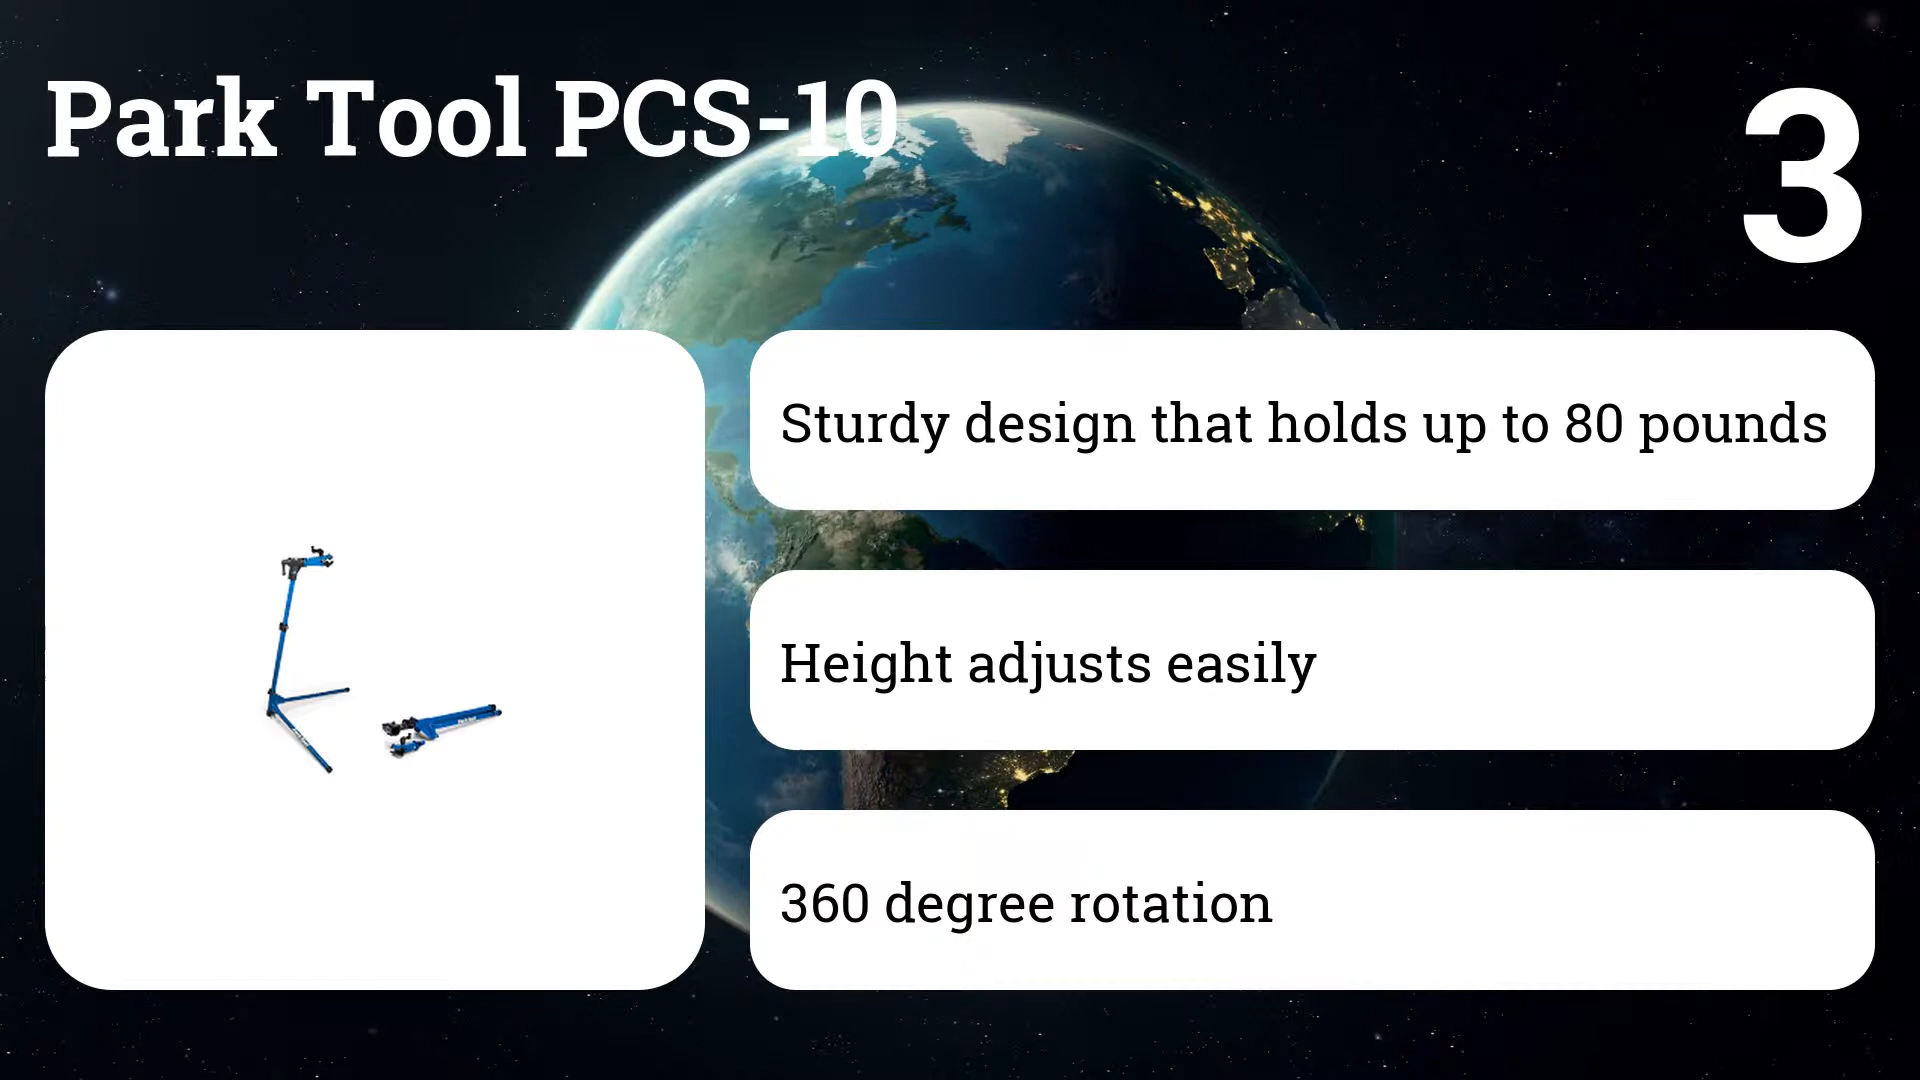 Park Tool PCS-10
3
Sturdy design that holds up to 80 pounds
Height adjusts easily
360 degree rotation